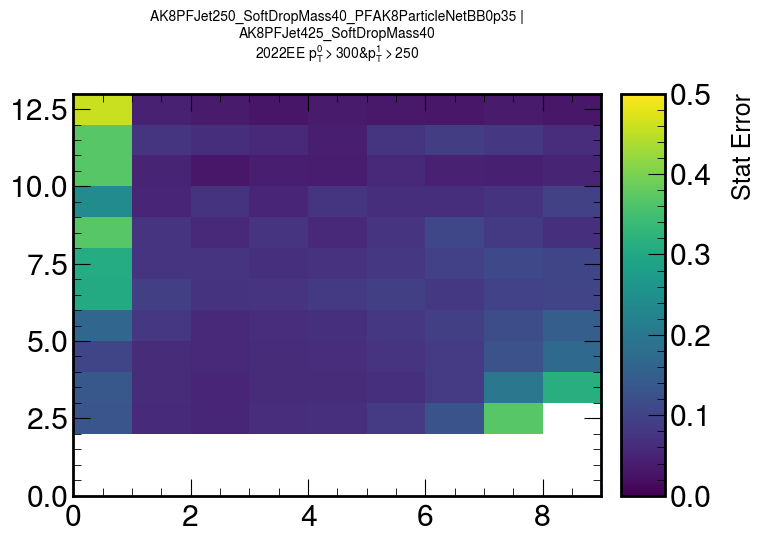 AK8PFJet250_SoftDropMass40_PFAK8ParticleNetBB0p35 |
AK8PFJet425_SoftDropMass40
2022EE p_T^0 > 300&p_T^1 > 250
12.5
10.0
7.5
5.0
2.5
0.0
0 2 4 6 8
0.5
0.4
0.3
0.2
0.1
0.0
Stat Error